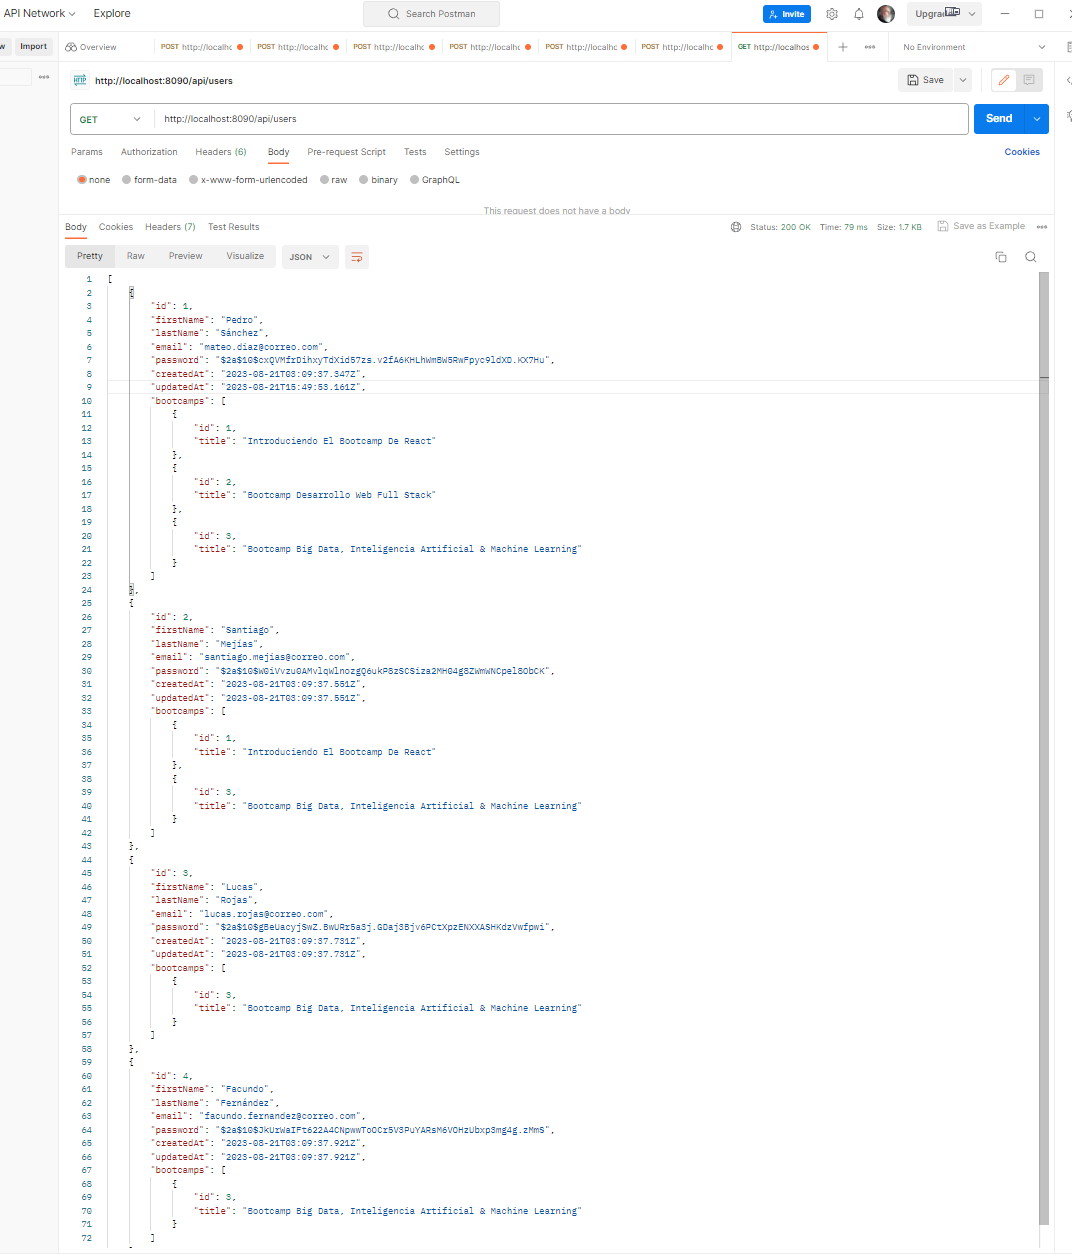 API Network Explore Search Postman Invite Upgrade
w Import Overview POST http://localhc POST http://localhc POST http://localhc POST http://localhc POST http://localhc POST http://localhc GET http://localhos No Environment
HTTP http://localhost:8090/api/users Save
GET http://localhost:8090/api/users Send
Params Authorization Headers (6) Body Pre-request Script Tests Settings Cookies
none form-data x-www-form-urlencoded raw binary GraphQL
This request does not have a body
Body Cookies Headers (7) Test Results Status: 200 OK Time: 79 ms Size: 1.7 KB Save as Example
Pretty Raw Preview Visualize JSON
1 [
2 {
3 "id": 1,
4 "firstName": "Pedro",
5 "lastName": "Sánchez",
6 "email": "mateo.diaz@correo.com",
7 "password":
8 "createdAt": "2023-08-21T03:09:37.347Z",
9 "updatedAt": "2023-08-21T15:49:53.161Z",
10 "bootcamps": [
11 {
12 "id": 1,
13 "title": "Introduciendo El Bootcamp De React"
14 },
15 {
16 "id": 2,
17 "title": "Bootcamp Desarrollo Web Full Stack"
18 },
19 {
20 "id": 3,
21 "title": "Bootcamp Big Data, Inteligencia Artificial & Machine Learning"
22 }
23 ]
24 },
25 {
26 "id": 2,
27 "firstName": "Santiago",
28 "lastName": "Mejías",
29 "email": "santiago.mejias@correo.com",
30 "password":
31 "createdAt": "2023-08-21T03:09:37.551Z",
32 "updatedAt": "2023-08-21T03:09:37.551Z",
33 "bootcamps": [
34 {
35 "id": 1,
36 "title": "Introduciendo El Bootcamp De React"
37 },
38 {
39 "id": 3,
40 "title": "Bootcamp Big Data, Inteligencia Artificial & Machine Learning"
41 }
42 ]
43 },
44 {
45 "id": 3,
46 "firstName": "Lucas",
47 "lastName": "Rojas",
48 "email": "lucas.rojas@correo.com",
49 "password":
50 "createdAt": "2023-08-21T03:09:37.731Z",
51 "updatedAt": "2023-08-21T03:09:37.731Z",
52 "bootcamps": [
53 {
54 "id": 3,
55 "title": "Bootcamp Big Data, Inteligencia Artificial & Machine Learning"
56 }
57 ]
58 },
59 {
60 "id": 4,
61 "firstName": "Facundo",
62 "lastName": "Fernández",
63 "email": "facundo.fernandez@correo.com",
64 "password":
65 "createdAt": "2023-08-21T03:09:37.921Z",
66 "updatedAt": "2023-08-21T03:09:37.921Z",
67 "bootcamps": [
68 {
69 "id": 3,
70 "title": "Bootcamp Big Data, Inteligencia Artificial & Machine Learning"
71 }
72 ]